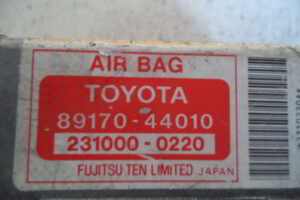 AIR BAG
TOYOTA
89170-44010
231000-0220
FUJITSU TEN LIMITED JAPAN